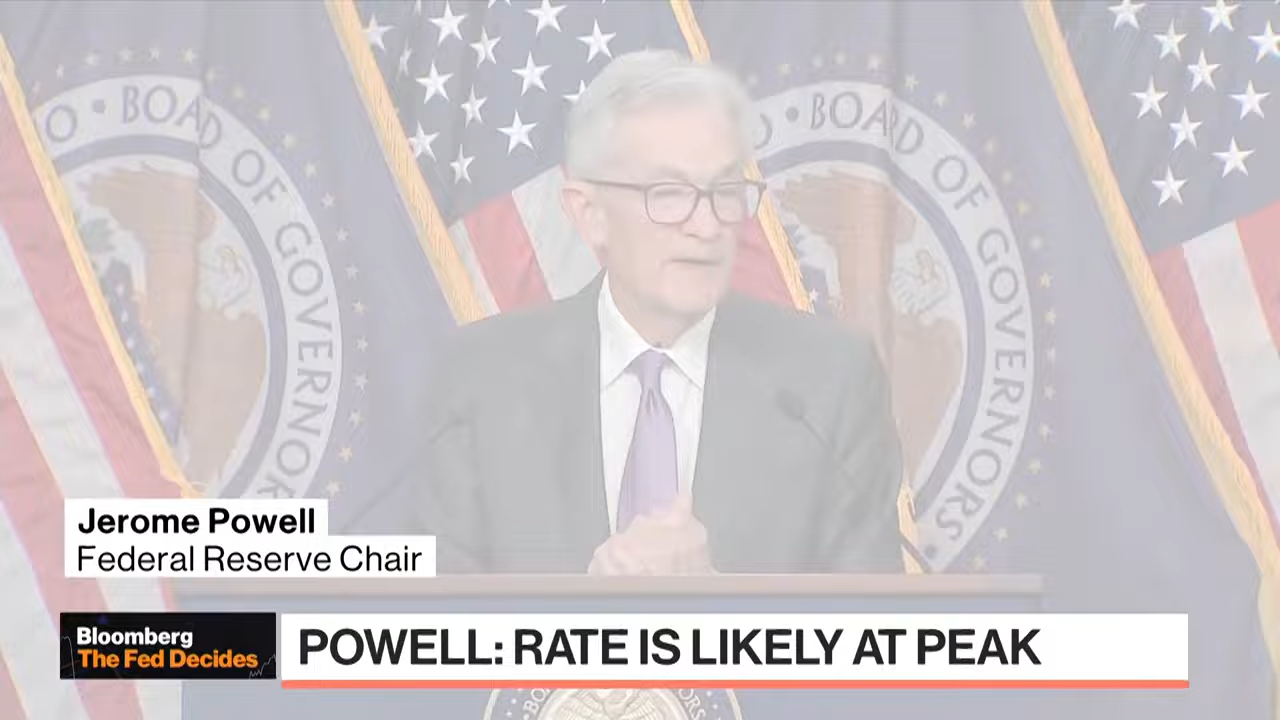 O • BOARD OF GOVERNORS
O • BOARD OF GOVERNORS •
Jerome Powell
Federal Reserve Chair
Bloomberg
The Fed Decides
POWELL: RATE IS LIKELY AT PEAK